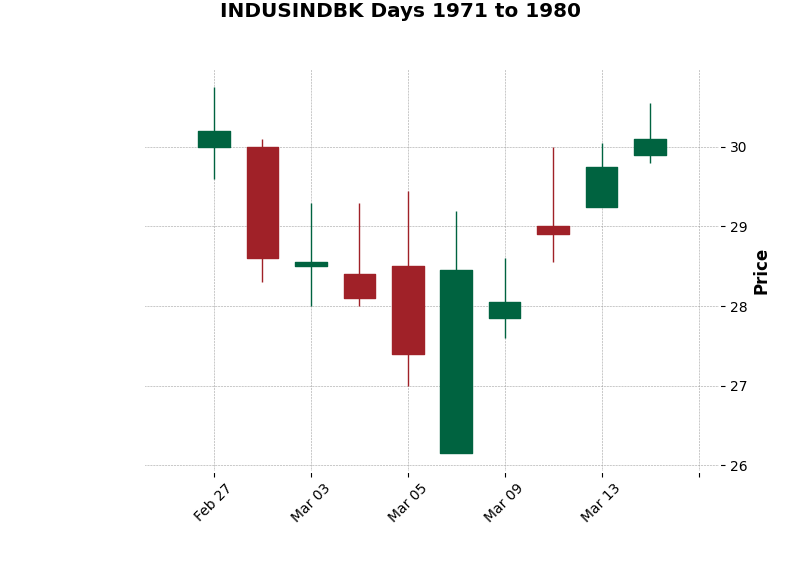 INDUSINDBK Days 1971 to 1980
30
29
28
27
26
Price
Feb 27
Mar 03
Mar 05
Mar 09
Mar 13